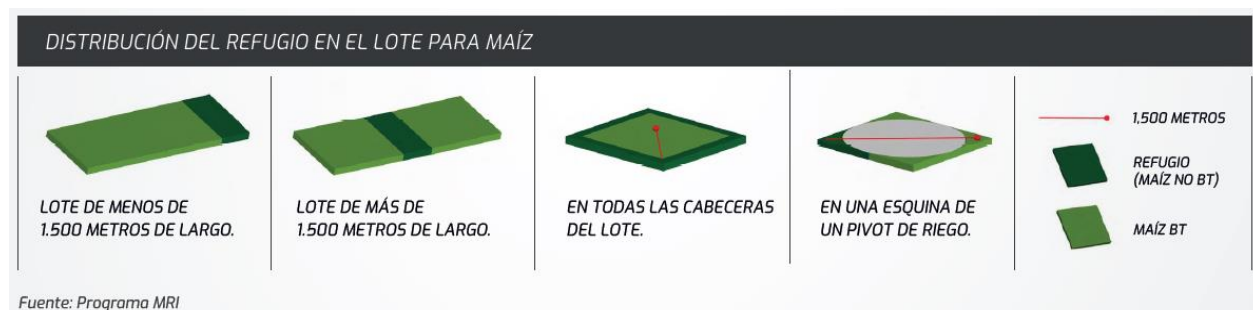 DISTRIBUCIÓN DEL REFUGIO EN EL LOTE PARA MAÍZ
LOTE DE MENOS DE
1.500 METROS DE LARGO.
LOTE DE MÁS DE
1.500 METROS DE LARGO.
EN TODAS LAS CABECERAS
DEL LOTE.
EN UNA ESQUINA DE
UN PIVOT DE RIEGO.
1.500 METROS
REFUGIO
(MAÍZ NO BT)
MAÍZ BT
Fuente: Programa MRI